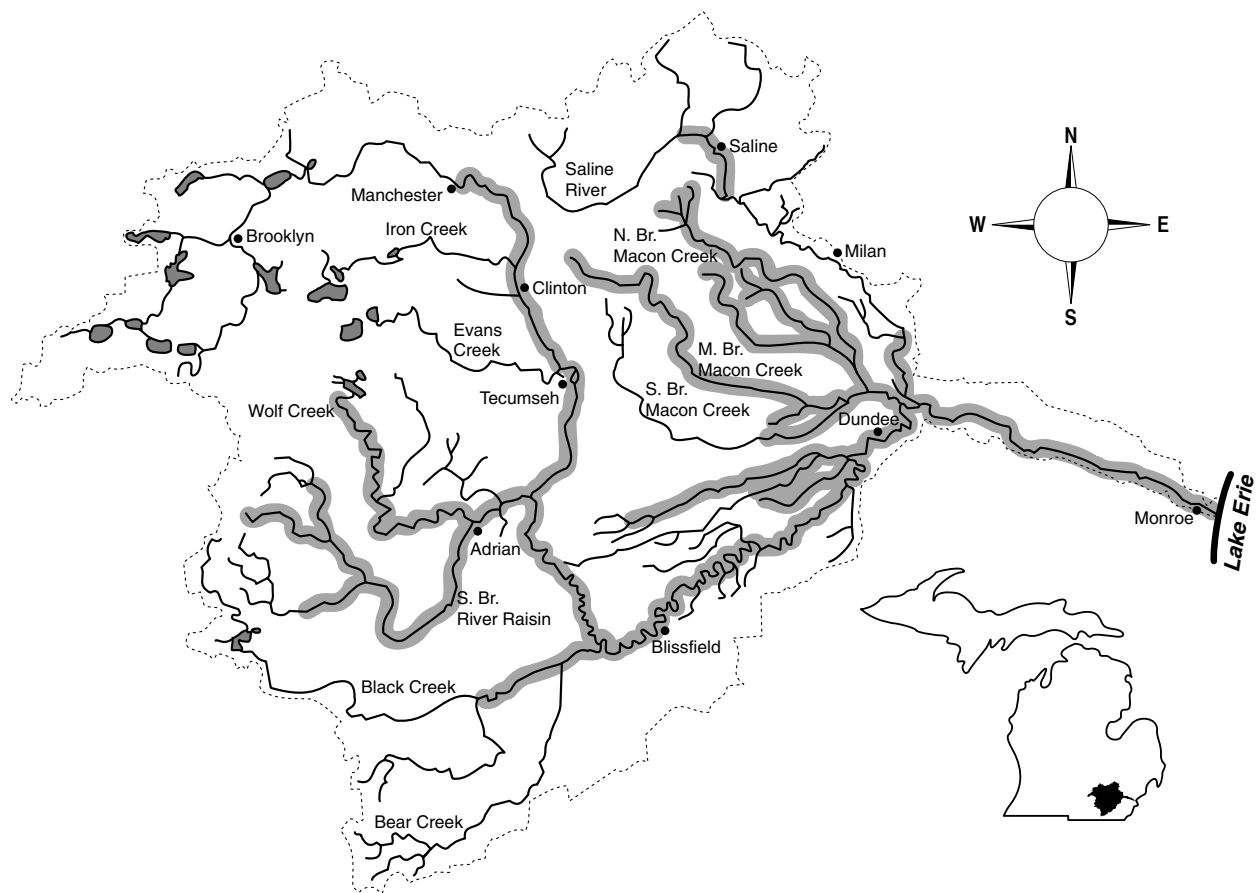 N
Saline
Saline
River
Manchester
W
E
Iron Creek
Brooklyn
N. Br.
Macon Creek
Milan
Clinton
S
Evans
Creek
M. Br.
Macon Creek
Tecumseh
S. Br.
Macon Creek
Wolf Creek
Dundee
Monroe
Lake Erie
Adrian
S. Br.
River Raisin
Blissfield
Black Creek
Bear Creek